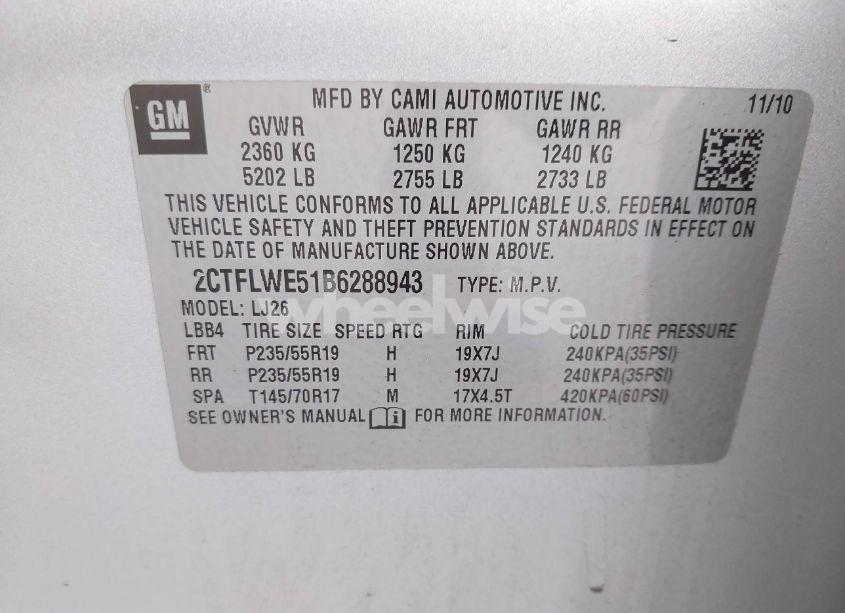 GM®
MFD BY CAMI AUTOMOTIVE INC. 11/10
GVWR GAWR FRT GAWR RR
2360 KG 1250 KG 1240 KG
5202 LB 2755 LB 2733 LB
THIS VEHICLE CONFORMS TO ALL APPLICABLE U.S. FEDERAL MOTOR
VEHICLE SAFETY AND THEFT PREVENTION STANDARDS IN EFFECT ON
THE DATE OF MANUFACTURE SHOWN ABOVE.
2CTFLWE51B6288943 TYPE: M.P.V.
wheelwise
MODEL: LJ26
LBB4 TIRE SIZE SPEED RTG RIM COLD TIRE PRESSURE
FRT P235/55R19 H 19X7J 240KPA(35PSI)
RR P235/55R19 H 19X7J 240KPA(35PSI)
SPA T145/70R17 M 17X4.5T 420KPA(60PSI)
SEE OWNER'S MANUAL i FOR MORE INFORMATION.